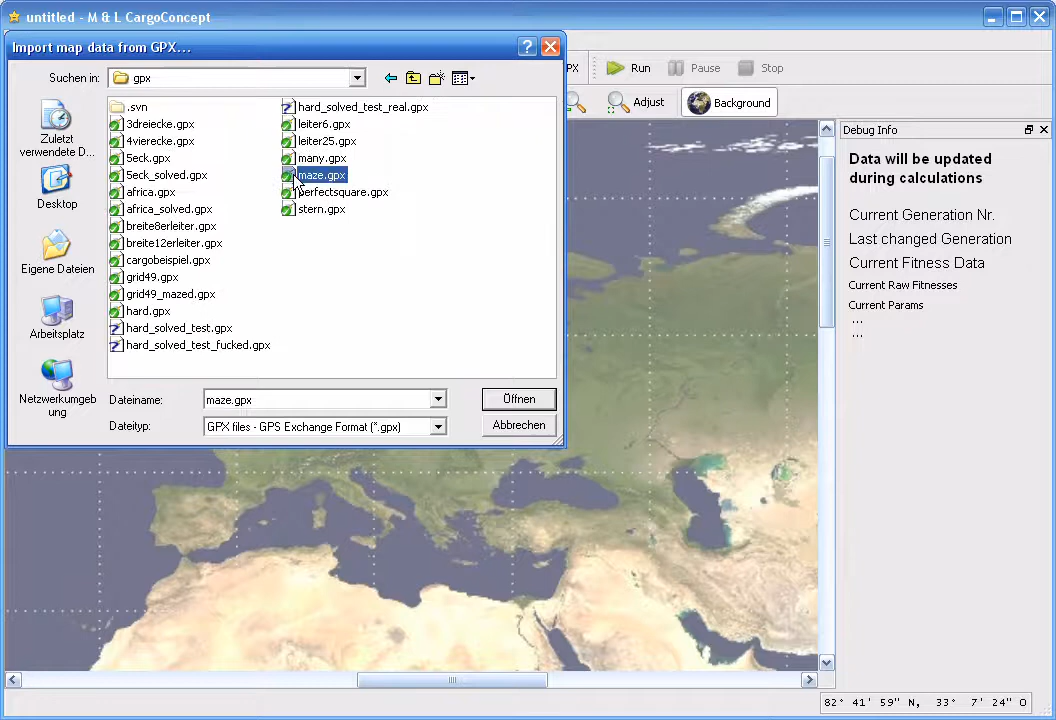 untitled - M & L CargoConcept
Import map data from GPX...
Suchen in: gpx
PX Run Pause Stop
Adjust Background
Zuletzt
verwendete D...
Desktop
Eigene Dateien
Arbeitsplatz
Netzwerkumgeb
ung
.svn
3dreiecke.gpx
4vierecke.gpx
5eck.gpx
5eck_solved.gpx
africa.gpx
africa_solved.gpx
breite8erleiter.gpx
breite12erleiter.gpx
cargobeispiel.gpx
grid49.gpx
grid49_mazed.gpx
hard.gpx
hard_solved_test.gpx
hard_solved_test_fucked.gpx
hard_solved_test_real.gpx
leiter6.gpx
leiter25.gpx
many.gpx
maze.gpx
perfectsquare.gpx
stern.gpx
Dateiname: maze.gpx Öffnen
Dateityp: GPX files - GPS Exchange Format (*.gpx) Abbrechen
Debug Info
Data will be updated
during calculations
Current Generation Nr.
Last changed Generation
Current Fitness Data
Current Raw Fitnesses
Current Params
...
...
82° 41' 59" N, 33° 7' 24" O